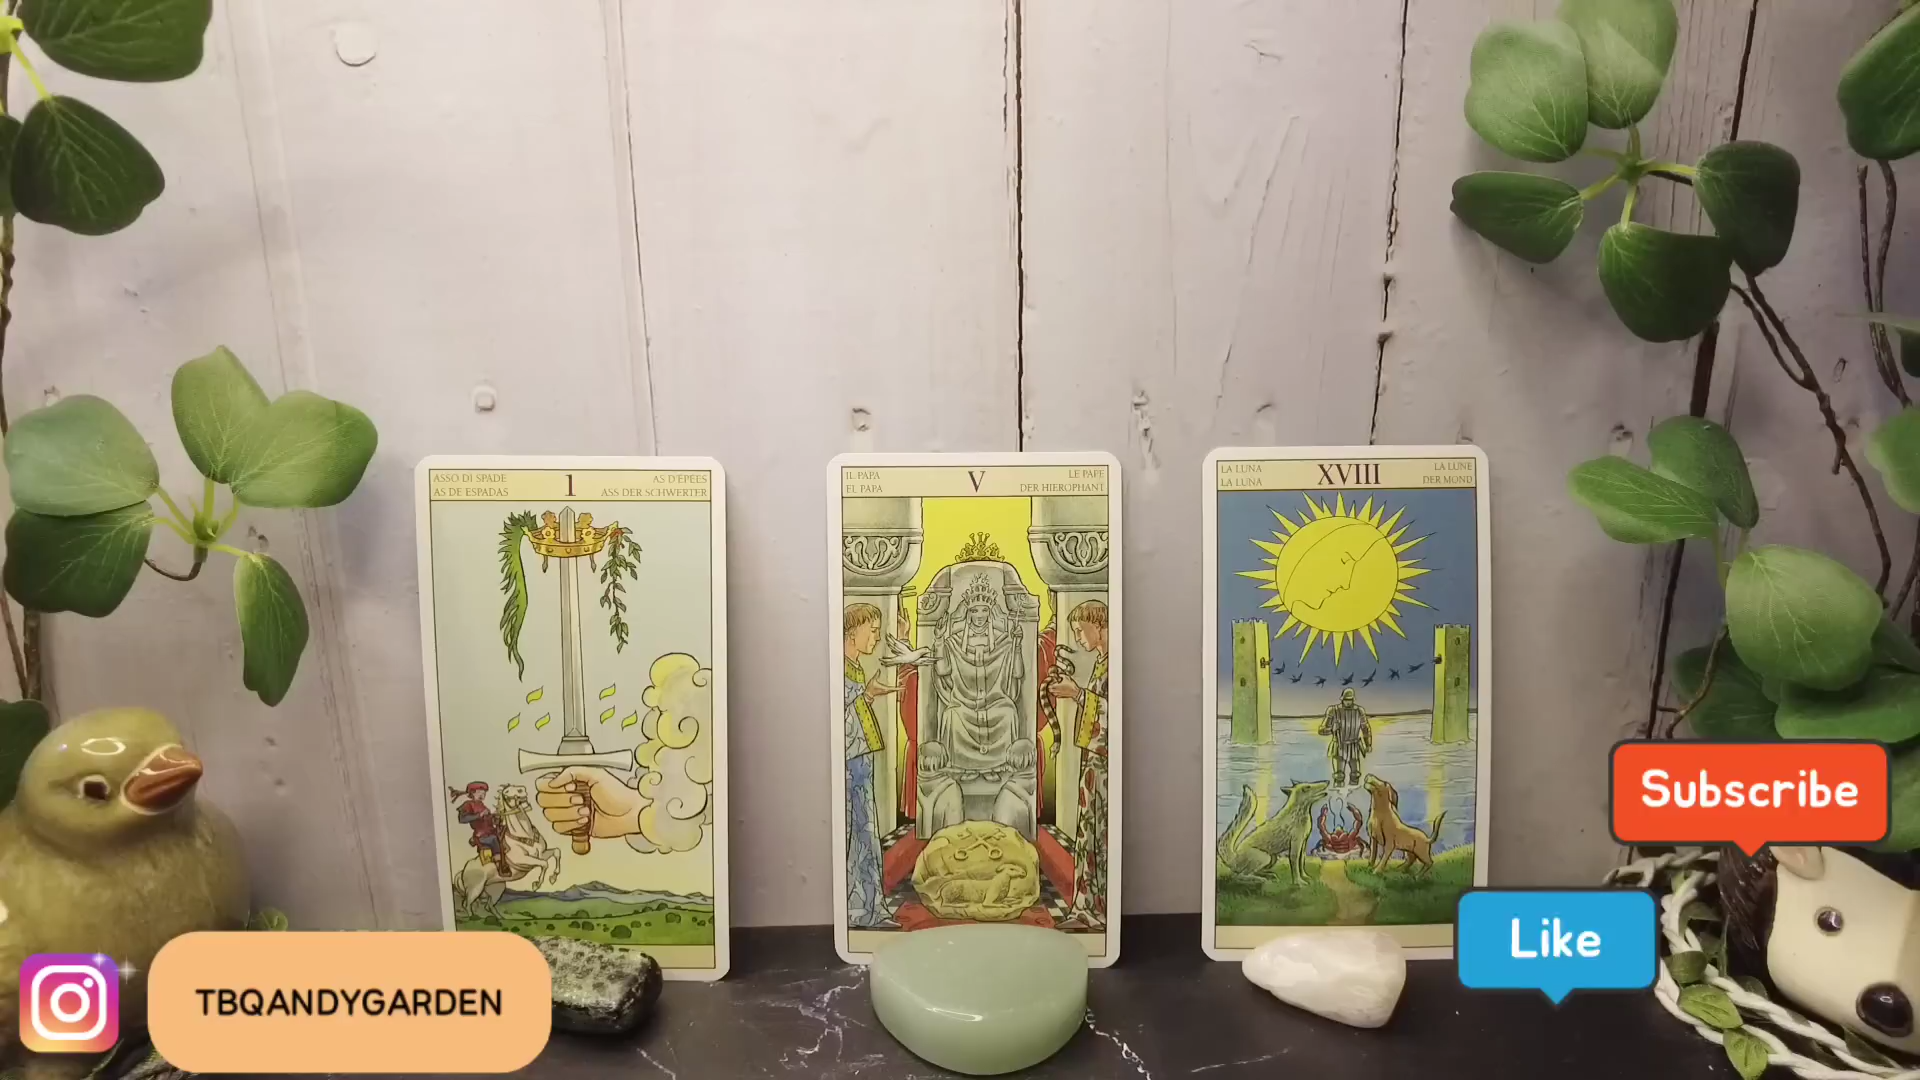 ASSO DI SPADE
AS DE ESPADAS
1
AS D'ÉPÉES
ASS DER SCHWERTER
IL PAPA
EL PAPA
V
LE PAPE
DER HIEROPHANT
LA LUNA
LA LUNA
XVIII
LA LUNE
DER MOND
Subscribe
Like
TBQANDYGARDEN